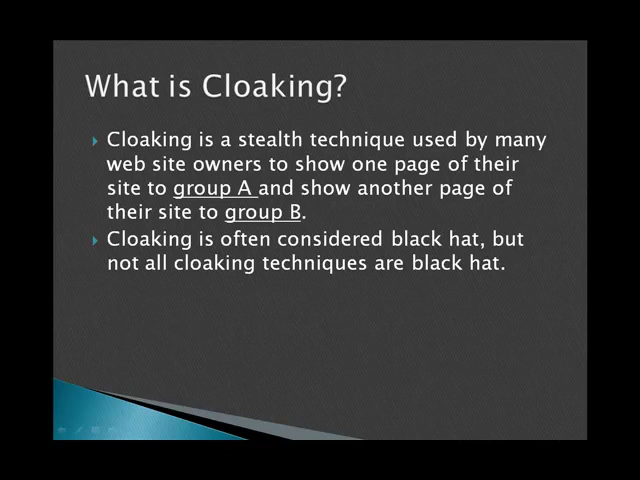 What is Cloaking?
Cloaking is a stealth technique used by many
web site owners to show one page of their
site to group A and show another page of
their site to group B.
Cloaking is often considered black hat, but
not all cloaking techniques are black hat.